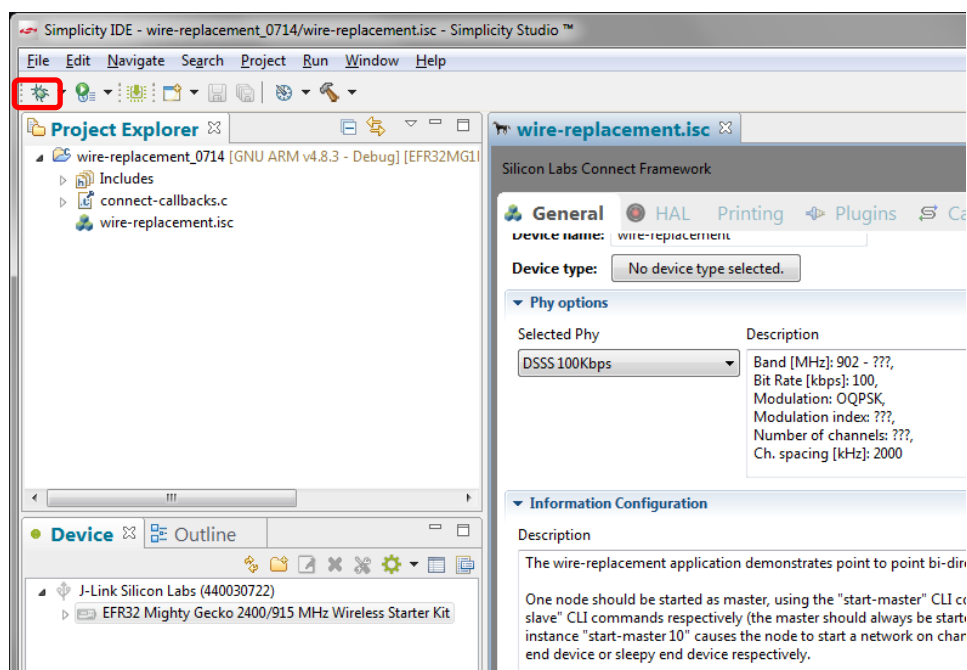 Simplicity IDE - wire-replacement_0714/wire-replacement.isc - Simplicity Studio ™
File Edit Navigate Search Project Run Window Help
Project Explorer
wire-replacement_0714 [GNU ARM v4.8.3 - Debug] [EFR32MG1
Includes
connect-callbacks.c
wire-replacement.isc
Device Outline
J-Link Silicon Labs (440030722)
EFR32 Mighty Gecko 2400/915 MHz Wireless Starter Kit
wire-replacement.isc
Silicon Labs Connect Framework
General HAL Printing Plugins Ca
Device name: wire-replacement
Device type: No device type selected.
Phy options
Selected Phy Description
DSSS 100Kbps
Band [MHz]: 902 - ???,
Bit Rate [kbps]: 100,
Modulation: OQPSK,
Modulation index: ???,
Number of channels: ???,
Ch. spacing [kHz]: 2000
Information Configuration
Description
The wire-replacement application demonstrates point to point bi-dire
One node should be started as master, using the "start-master" CLI co
slave" CLI commands respectively (the master should always be starte
instance "start-master 10" causes the node to start a network on chan
end device or sleepy end device respectively.